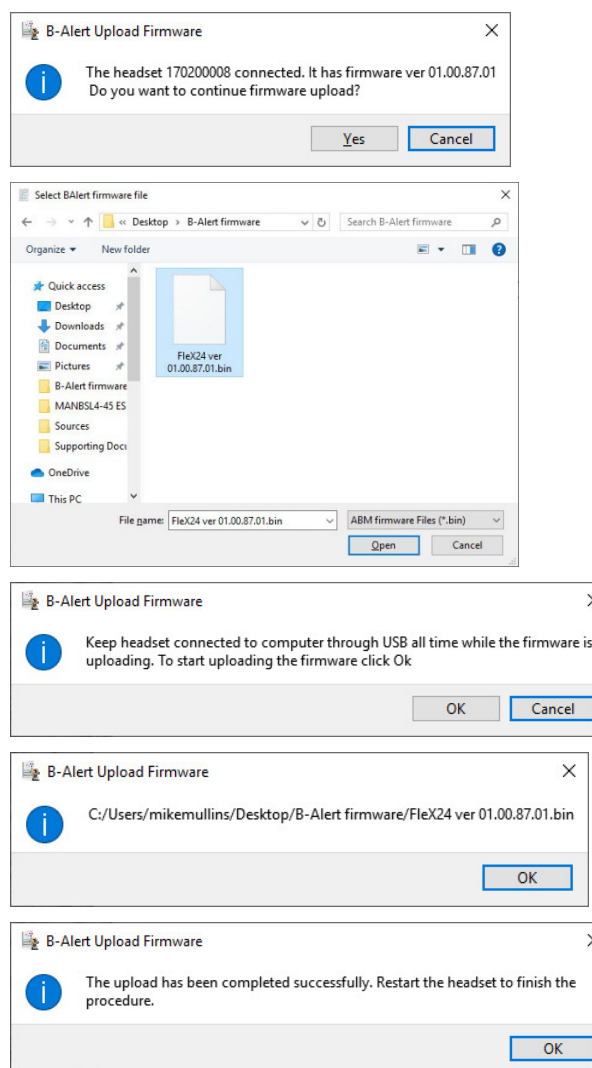 B-Alert Upload Firmware
The headset 170200008 connected. It has firmware ver 01.00.87.01
Do you want to continue firmware upload?
Yes Cancel
Select BAlert firmware file
« Desktop > B-Alert firmware Search B-Alert firmware
Organize New folder
Quick access
Desktop
Downloads
Documents
Pictures
B-Alert firmware
MANBSL4-45 ES
Sources
Supporting Docu
OneDrive
This PC
FleX24 ver
01.00.87.01.bin
File name: FleX24 ver 01.00.87.01.bin ABM firmware Files (*.bin)
Open Cancel
B-Alert Upload Firmware
Keep headset connected to computer through USB all time while the firmware is
uploading. To start uploading the firmware click Ok
OK Cancel
B-Alert Upload Firmware
C:/Users/mikemullins/Desktop/B-Alert firmware/FleX24 ver 01.00.87.01.bin
OK
B-Alert Upload Firmware
The upload has been completed successfully. Restart the headset to finish the
procedure.
OK